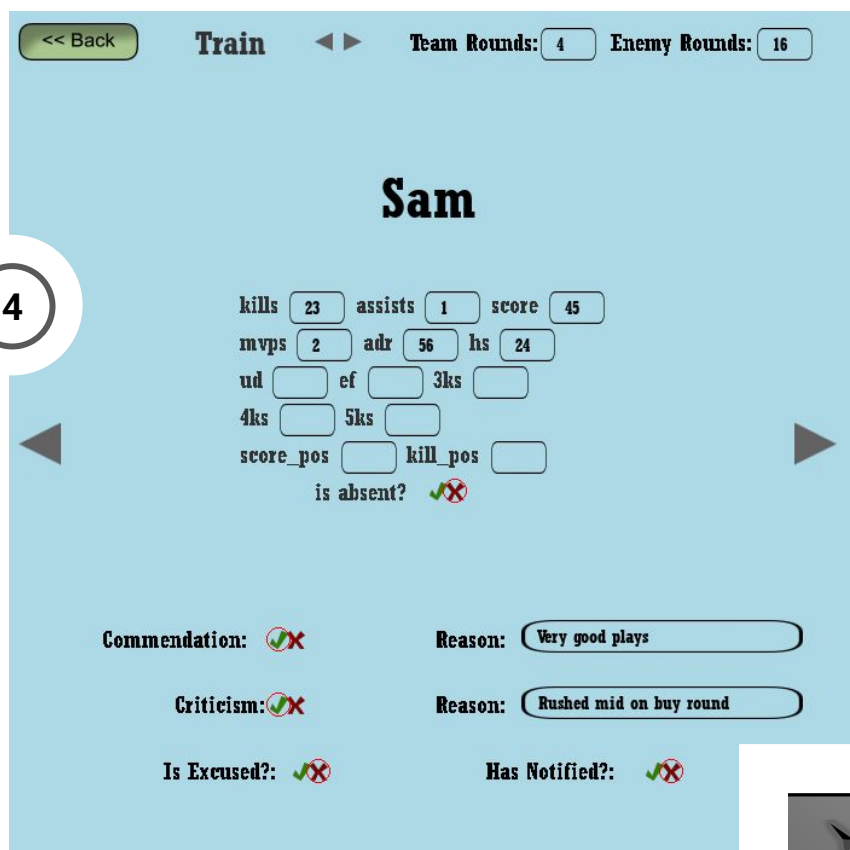 << Back Train Team Rounds: 4 Enemy Rounds: 16
Sam
4
kills 23 assists 1 score 45
mvps 2 adr 56 hs 24
ud ef 3ks
4ks 5ks
score_pos kill_pos
is absent?
Commendation: Reason: Very good plays
Criticism: Reason: Rushed mid on buy round
Is Excused?: Has Notified?: